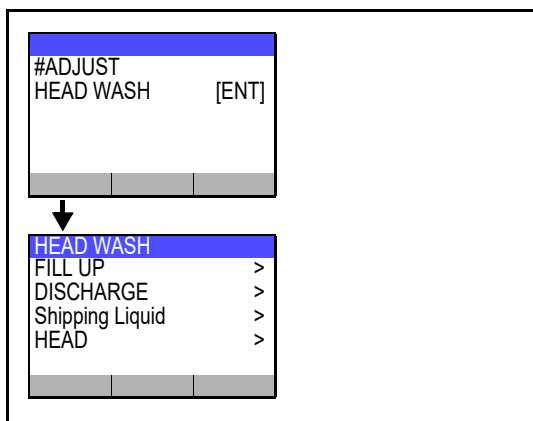 #ADJUST
HEAD WASH [ENT]
HEAD WASH
FILL UP >
DISCHARGE >
Shipping Liquid >
HEAD >